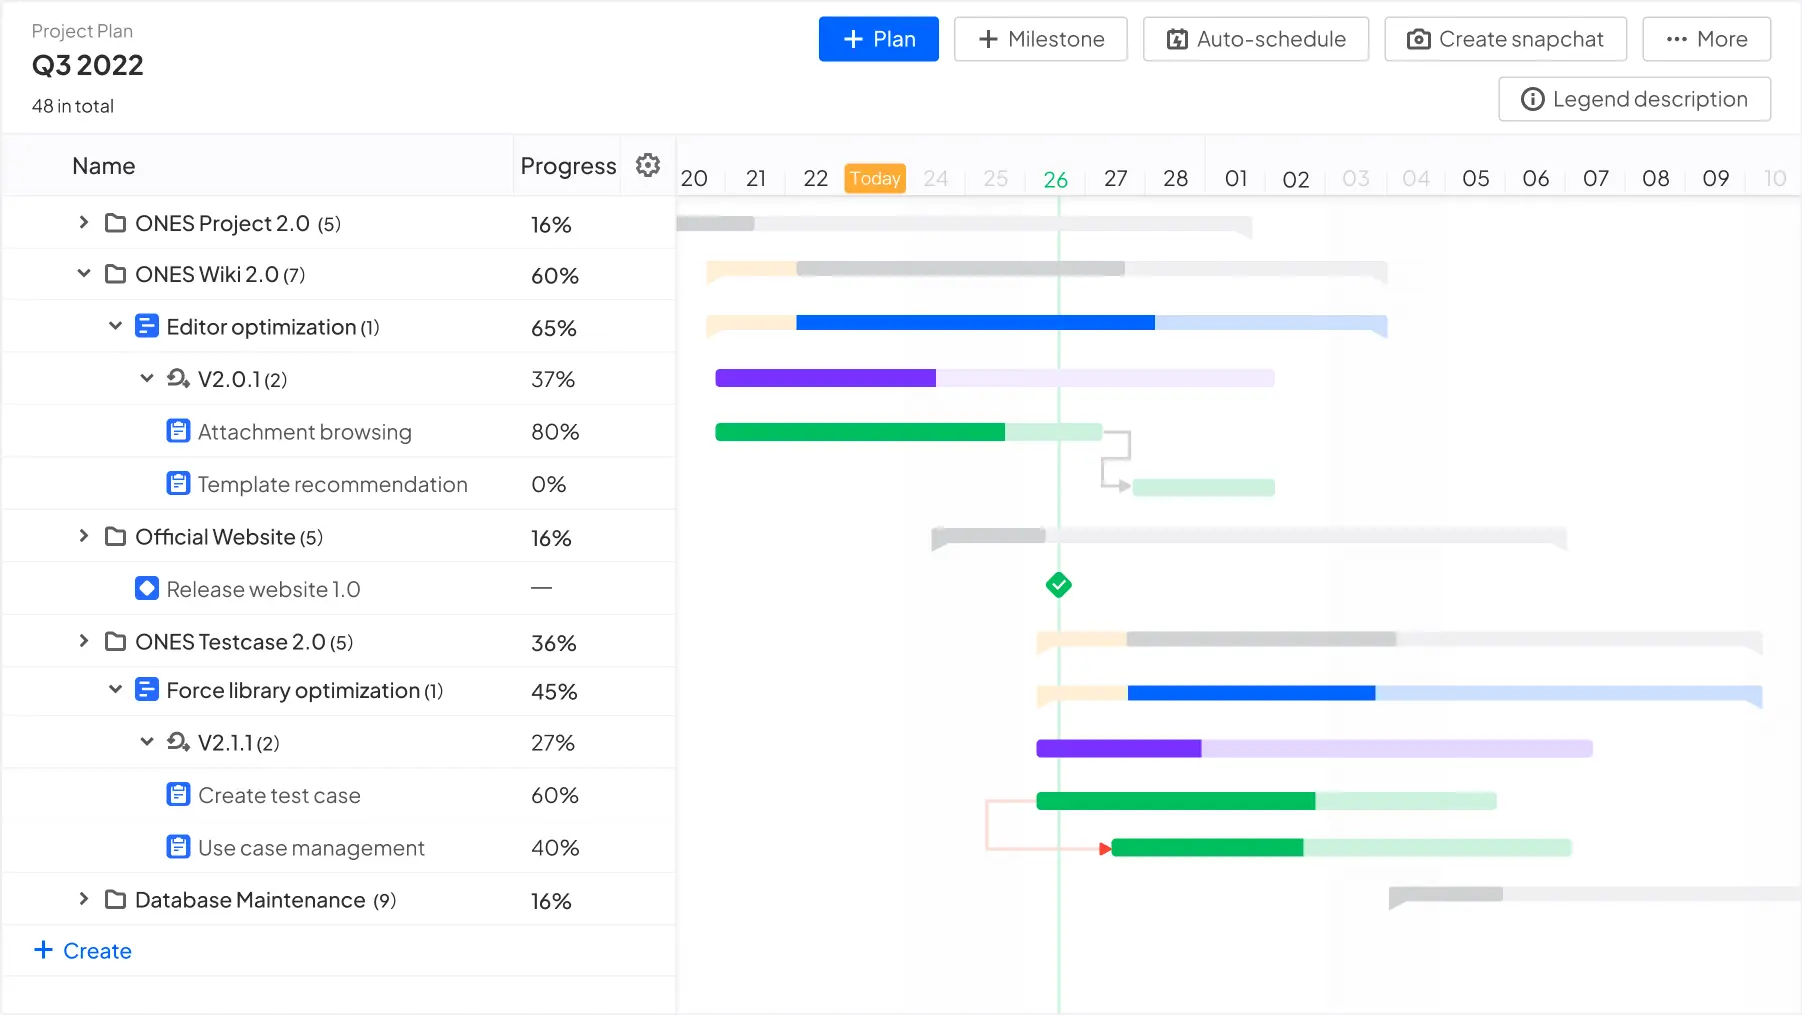 Project Plan
Q3 2022
48 in total
Plan
Milestone
Auto-schedule
Create snapchat
More
Legend description
Name
Progress
20 21 22 Today 24 25 26 27 28 01 02 03 04 05 06 07 08 09 10
ONES Project 2.0 (5) 16%
ONES Wiki 2.0 (7) 60%
Editor optimization (1) 65%
V2.0.1 (2) 37%
Attachment browsing 80%
Template recommendation 0%
Official Website (5) 16%
Release website 1.0 —
ONES Testcase 2.0 (5) 36%
Force library optimization (1) 45%
V2.1.1 (2) 27%
Create test case 60%
Use case management 40%
Database Maintenance (9) 16%
Create